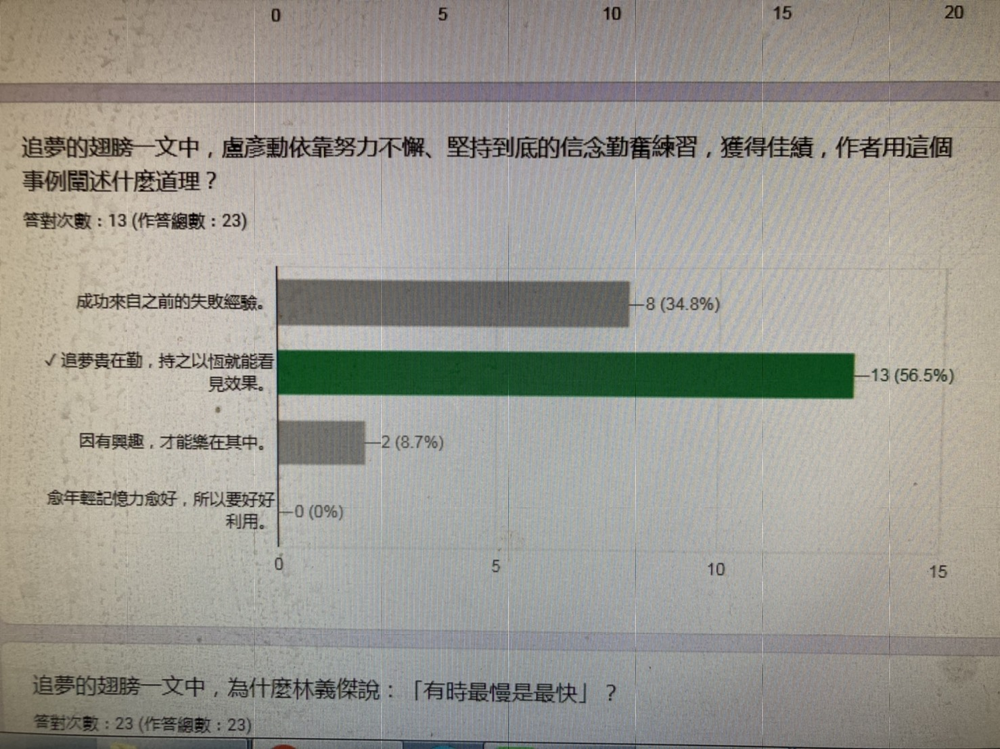 0 5 10 15 20
追夢的翅膀一文中，盧彥勳依靠努力不懈、堅持到底的信念勤奮練習，獲得佳績，作者用這個
事例闡述什麼道理？
答對次數：13 (作答總數：23)
成功來自之前的失敗經驗。
8 (34.8%)
✓ 追夢貴在勤，持之以恆就能看
見效果。
13 (56.5%)
因有興趣，才能樂在其中。
2 (8.7%)
愈年輕記憶力愈好，所以要好好
利用。
0 (0%)
0 5 10 15
追夢的翅膀一文中，為什麼林義傑說：「有時最慢是最快」？
答對次數：23 (作答總數：23)